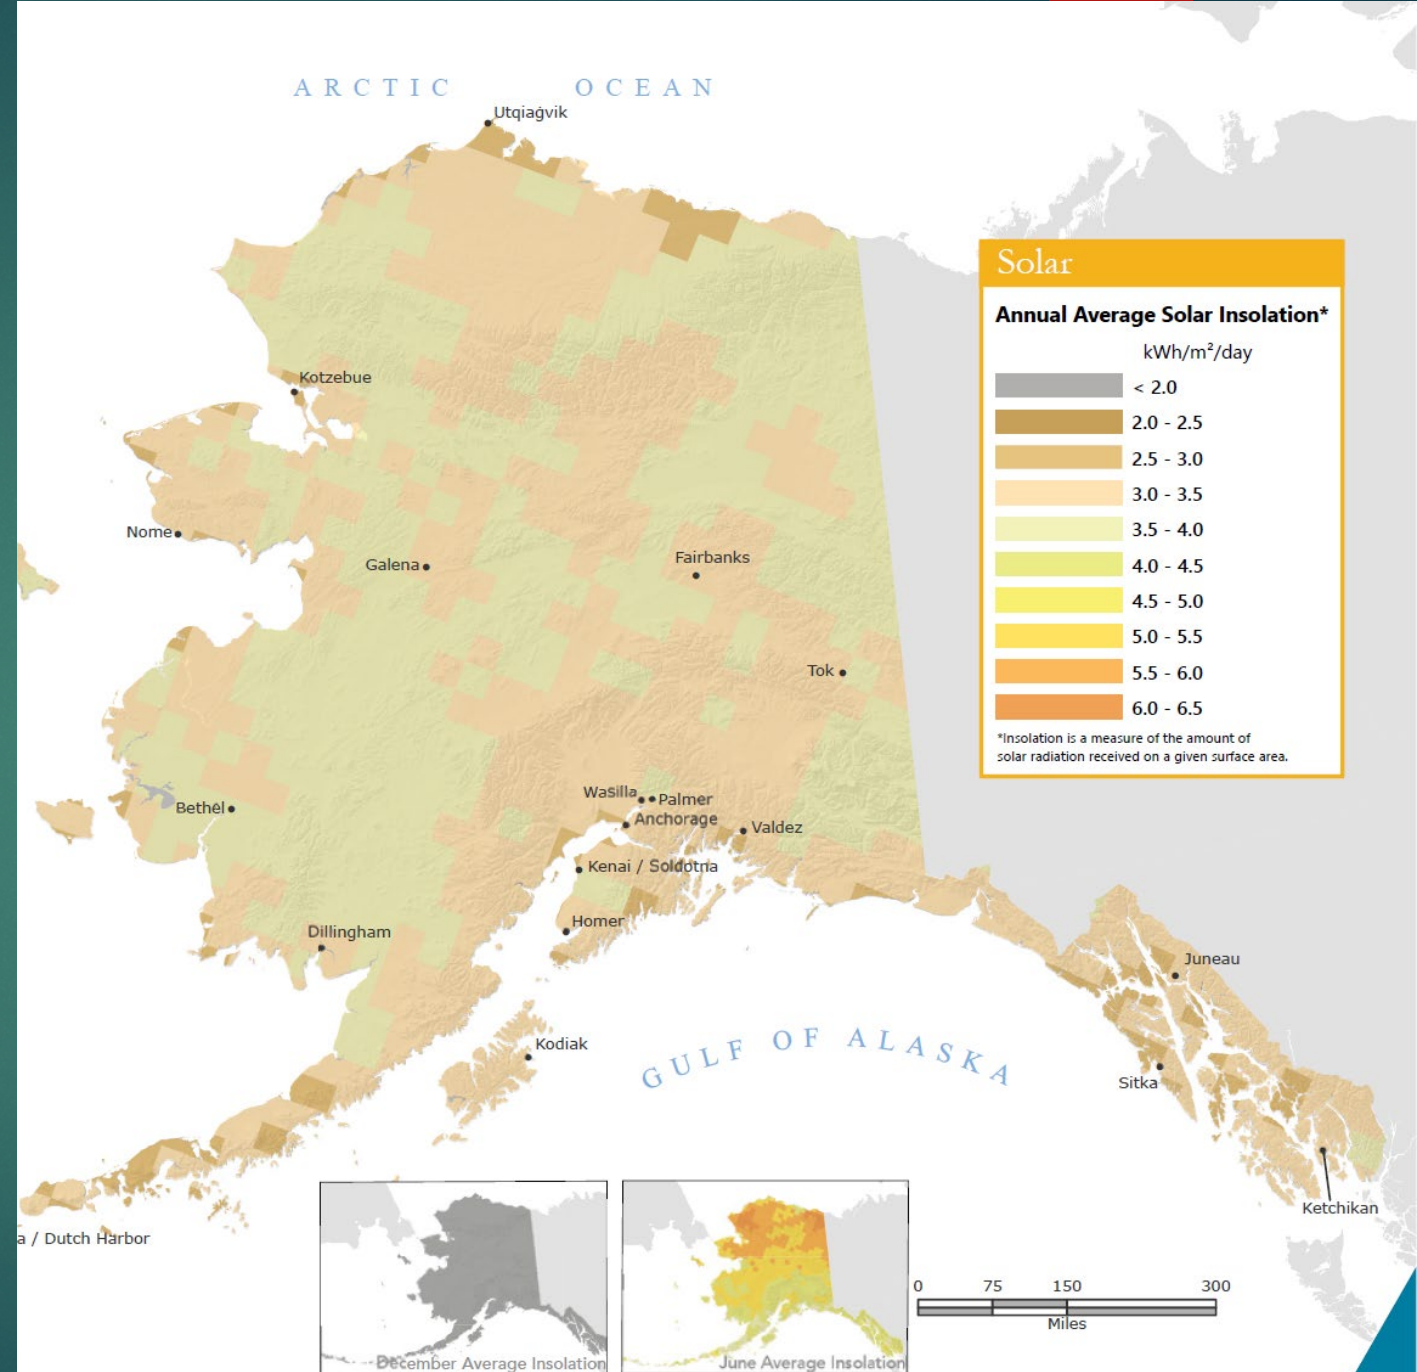 ARCTIC OCEAN
Utqiaġvik
Solar
Annual Average Solar Insolation*
kWh/m²/day
< 2.0
2.0 - 2.5
2.5 - 3.0
3.0 - 3.5
3.5 - 4.0
4.0 - 4.5
4.5 - 5.0
5.0 - 5.5
5.5 - 6.0
6.0 - 6.5
*Insolation is a measure of the amount of
solar radiation received on a given surface area.
Kotzebue
Nome
Galena
Fairbanks
Tok
Bethel
Wasilla
Palmer
Anchorage
Valdez
Kenai / Soldotna
Homer
Dillingham
Juneau
Kodiak
GULF OF ALASKA
Sitka
Ketchikan
a / Dutch Harbor
December Average Insolation
June Average Insolation
0 75 150 300
Miles